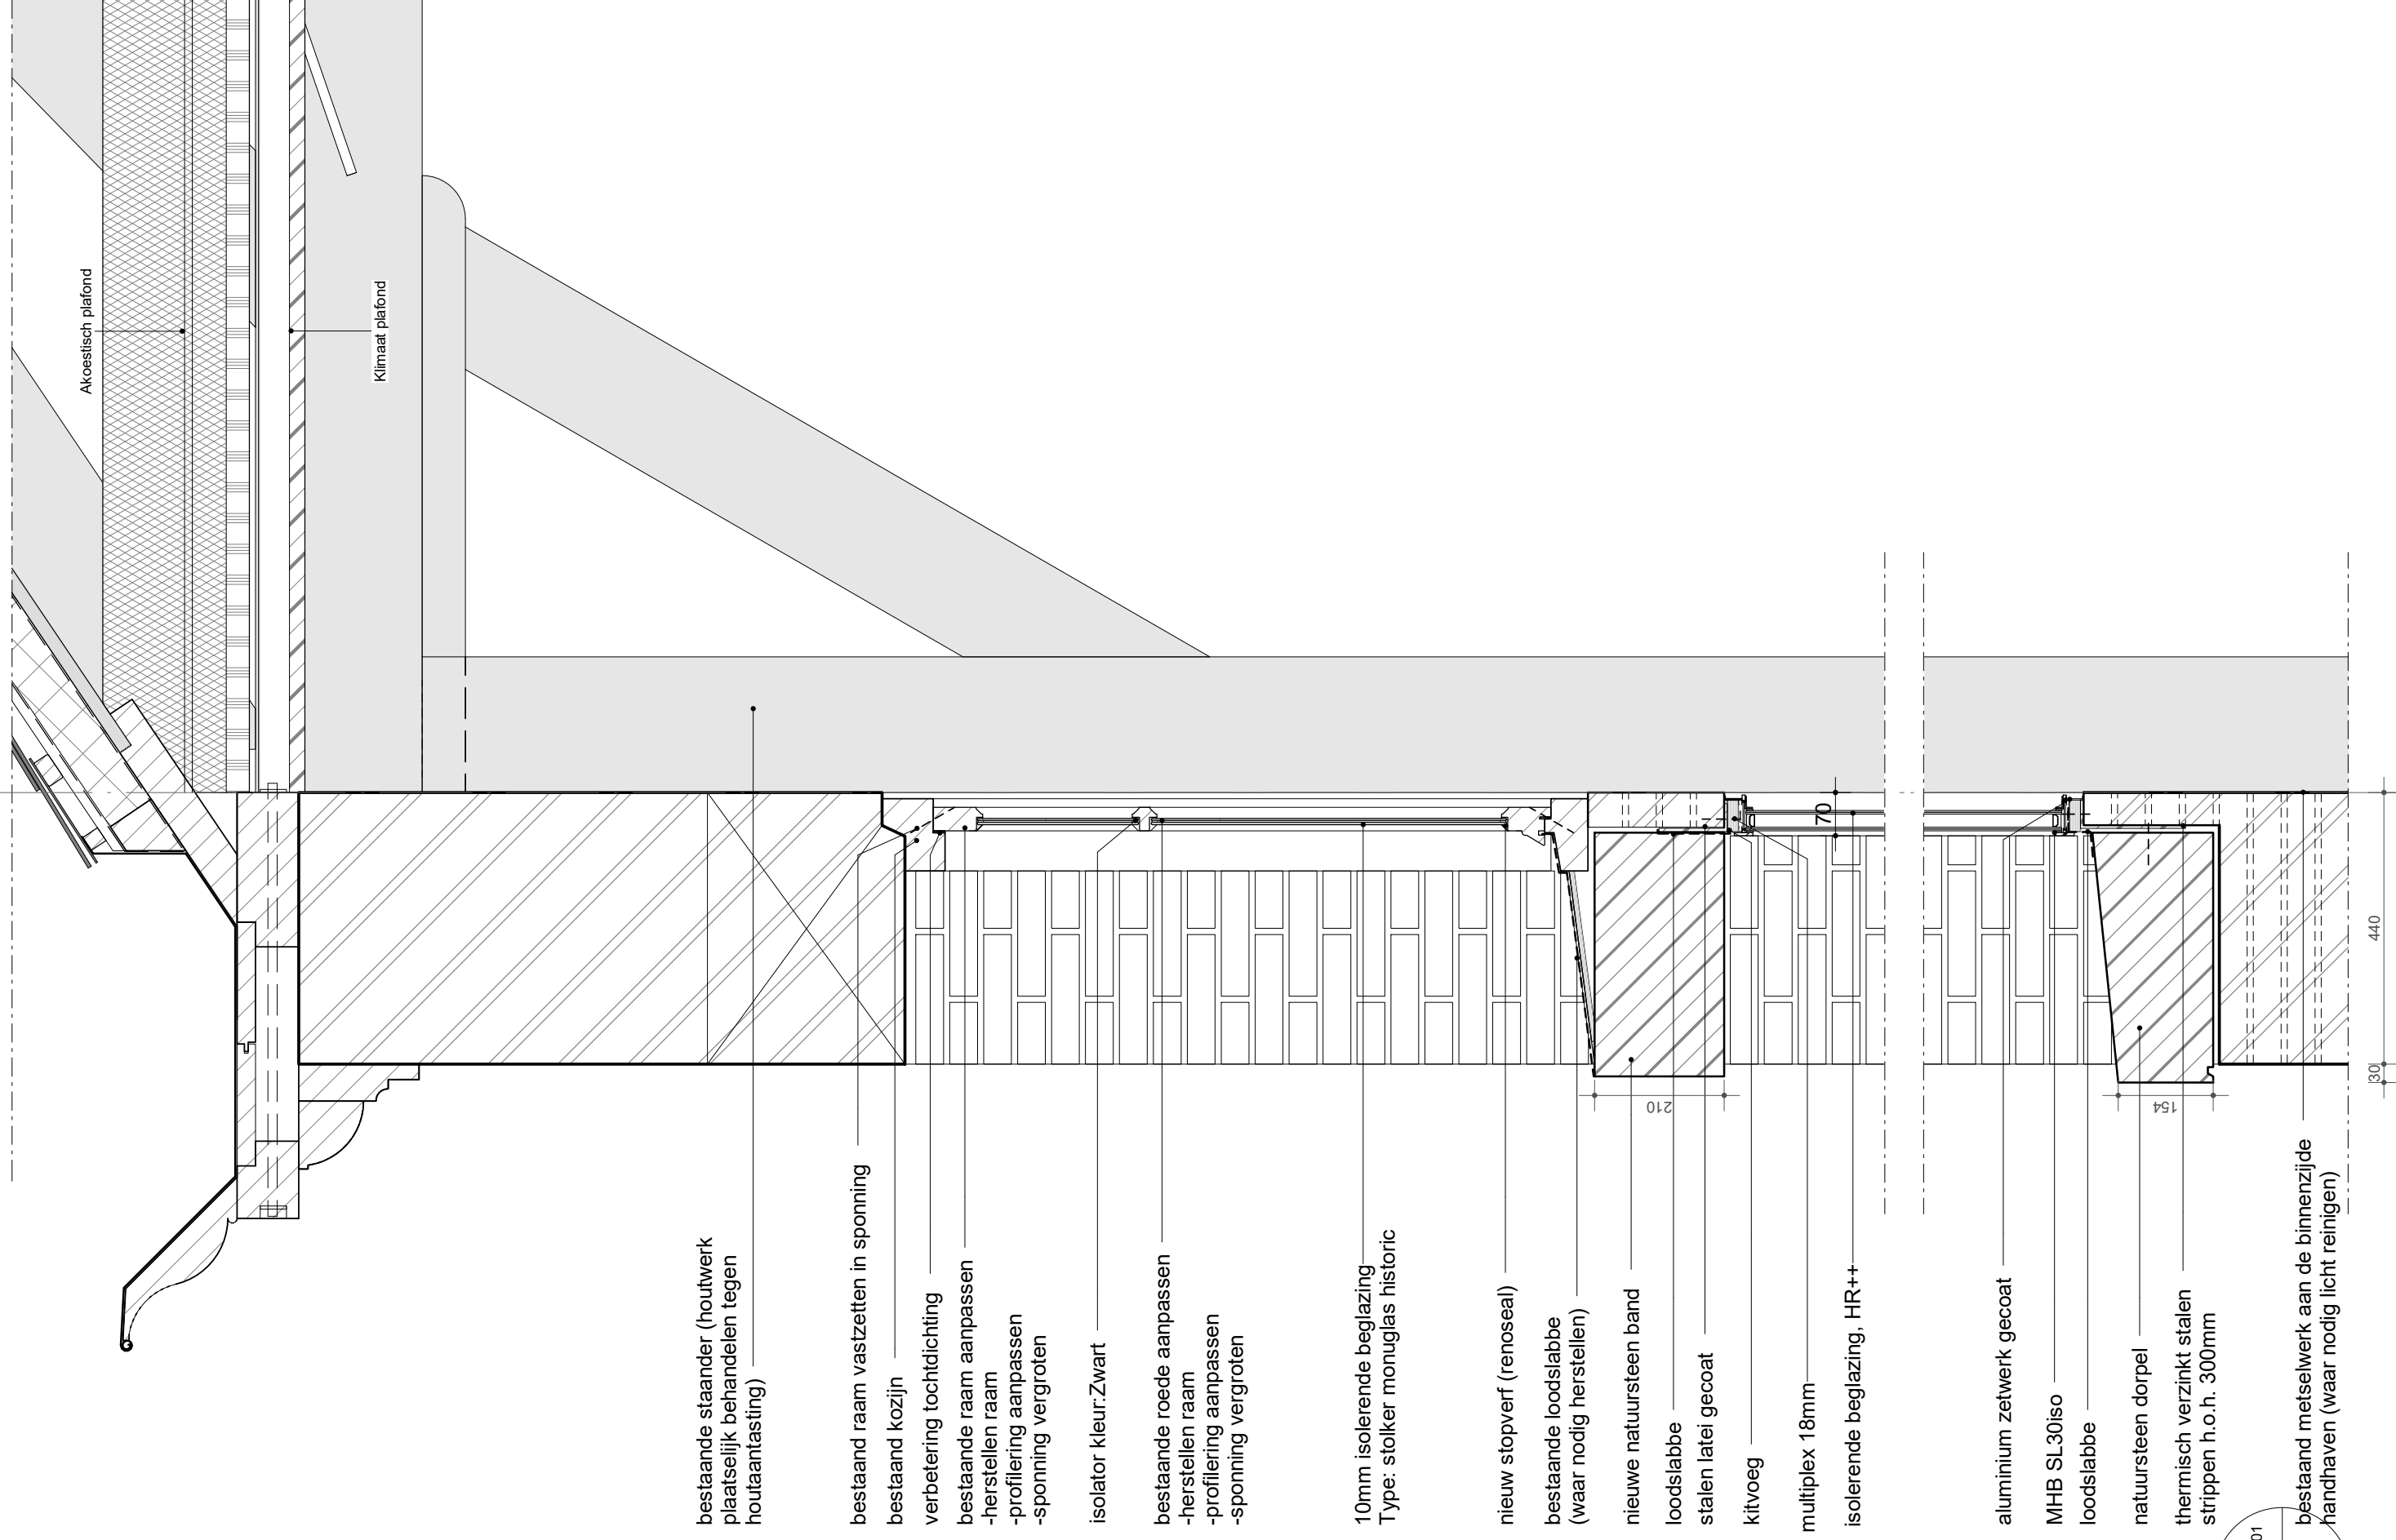 Akoestisch plafond
Klimaat plafond
bestaande stander (houtwerk
plaatselijk behandelen tegen
houtaantasting)
bestaand raam vastzetten in sponning
bestaand kozijn
verbetering tochtdichting
bestaande raam aanpassen
-herstellen raam
-profilering aanpassen
-sponning vergroten
isolator kleur:Zwart
bestaande roede aanpassen
-herstellen raam
-profilering aanpassen
-sponning vergroten
10mm isolerende beglazing
Type: stolker monuglas historic
nieuw stopverf (renoseal)
bestaande loodslabbe
(waar nodig herstellen)
nieuwe natuursteen band
loodslabbe
stalen latei gecoat
kitvoeg
multiplex 18mm
isolerende beglazing, HR++
aluminium zetwerk gecoat
MHB SL30iso
loodslabbe
natuursteen dorpel
thermisch verzinkt stalen
strippen h.o.h. 300mm
bestand metselwerk aan de binnenzijde
handhaven (waar nodig licht reinigen)
70
210
154
440
30
01